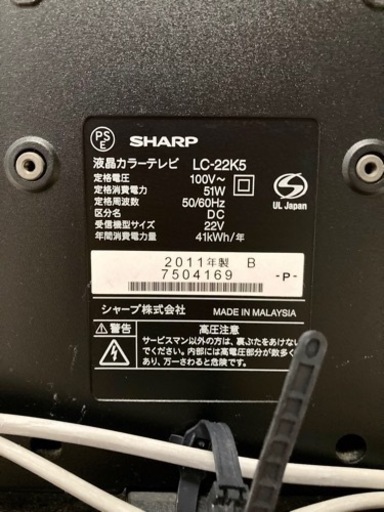 PSE
SHARP
液晶カラーテレビ LC-22K5
定格電圧 100V～
定格消費電力 51W
定格周波数 50/60Hz
区分名 DC
受信機型サイズ 22V
年間消費電力量 41kWh/年
UL Japan
2011年製 B
7504169 -P-
シャープ株式会社 MADE IN MALAYSIA
⚠警告 高圧注意
サービスマン以外の方は、裏ぶたをあけない
でください。内部には高電圧部分が数多く
あり、万一さわると危険です。